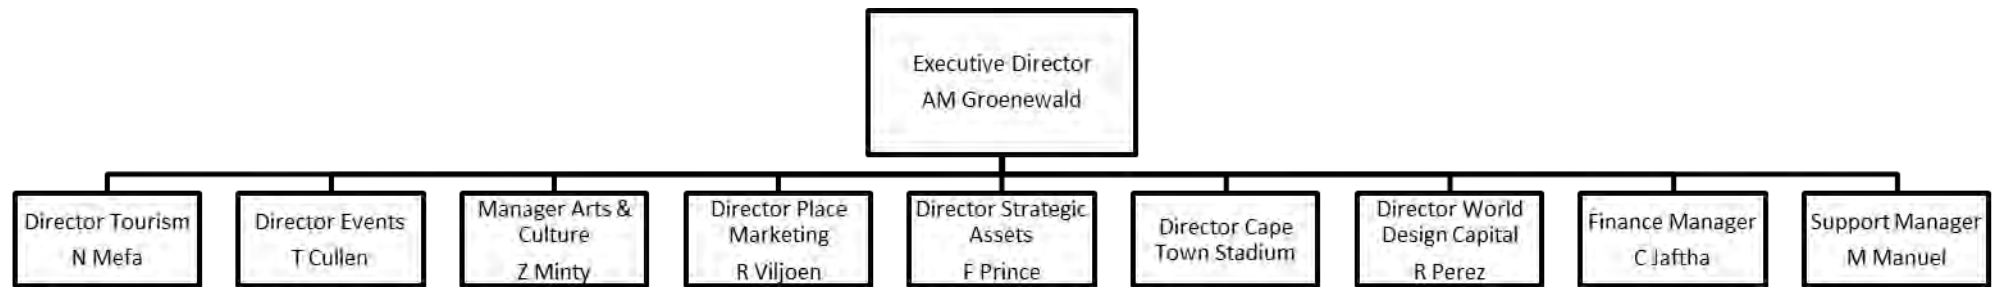 Executive Director
AM Groenewald
Director Tourism
N Mefa
Director Events
T Cullen
Manager Arts &
Culture
Z Minty
Director Place
Marketing
R Viljoen
Director Strategic
Assets
F Prince
Director Cape
Town Stadium
Director World
Design Capital
R Perez
Finance Manager
C Jaftha
Support Manager
M Manuel